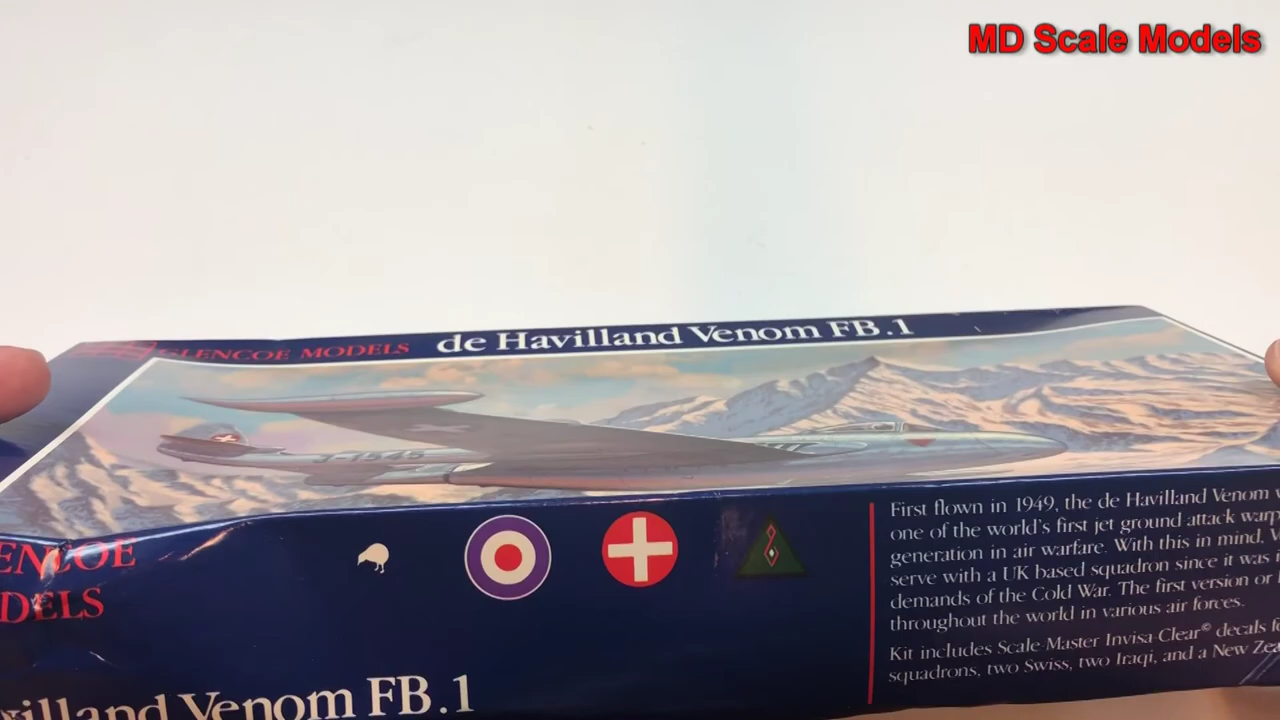 MD Scale Models
GLENCOE MODELS de Havilland Venom FB.1
J-1545
First flown in 1949, the de Havilland Venom
one of the world's first jet ground attack
generation in air warfare. With this in mind.
serve with a UK based squadron since it was
demands of the Cold War. The first version or
throughout the world in various air forces.
Kit includes Scale-Master Invisa-Clear© decals
squadrons, two Swiss, two Iraqi, and a New
ENCOE
DELS
villand Venom FB.1